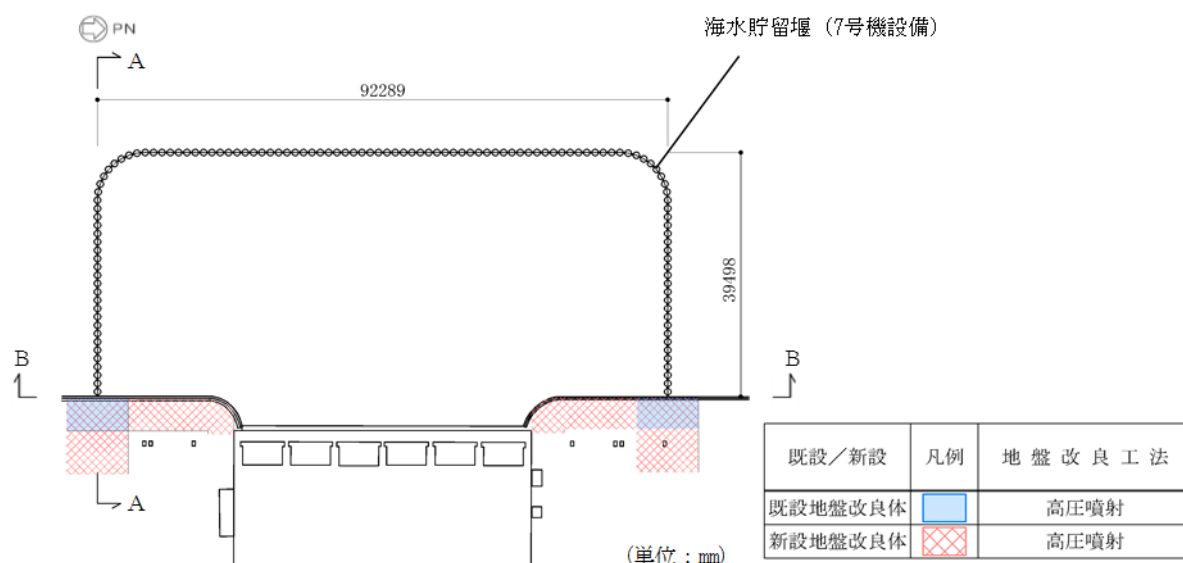 PN
海水貯留堰（7号機設備）
A
92289
39498
B
B
A
既設／新設 凡例 地盤改良工法
既設地盤改良体 高圧噴射
新設地盤改良体 高圧噴射
(単位：mm)